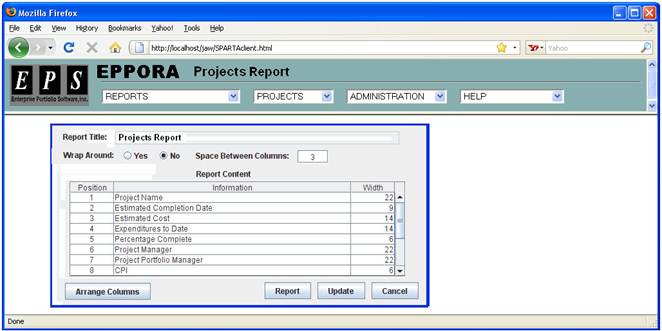 Mozilla Firefox
File Edit View History Bookmarks Yahoo! Tools Help
http://localhost/jaw/SPARTAclient.html
Yahoo
EPS
Enterprise Portfolio Software, Inc.
EPPORA Projects Report
REPORTS PROJECTS ADMINISTRATION HELP
Report Title: Projects Report
Wrap Around: Yes No Space Between Columns: 3
Report Content
Position Information Width
1 Project Name 22
2 Estimated Completion Date 9
3 Estimated Cost 14
4 Expenditures to Date 14
5 Percentage Complete 6
6 Project Manager 22
7 Project Portfolio Manager 22
8 CPI 6
Arrange Columns Report Update Cancel
Done